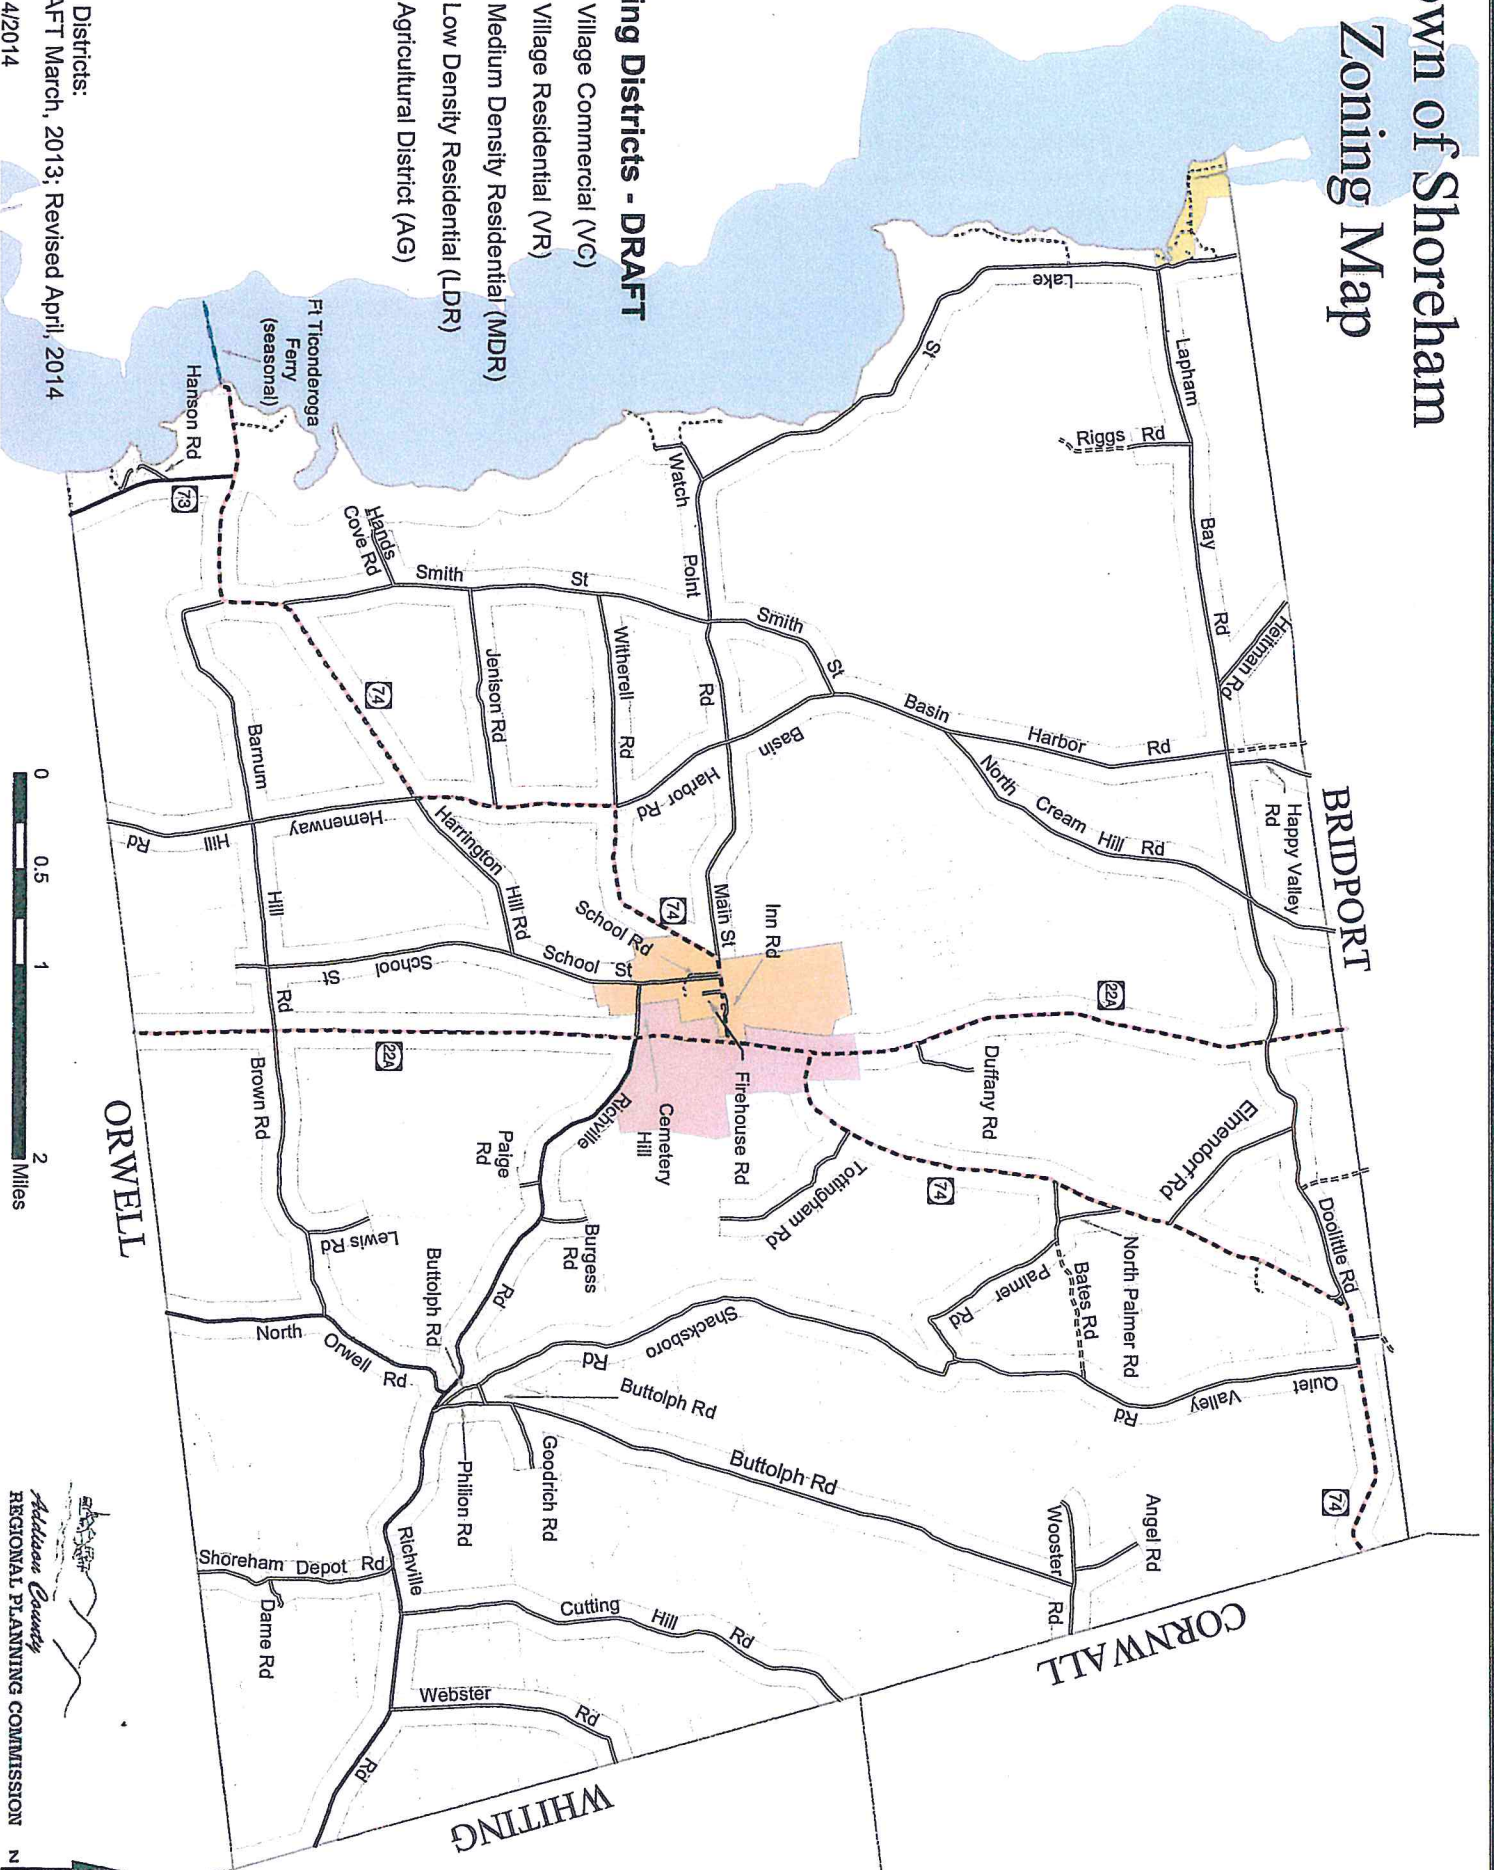 own of Shoreham
Zoning Map
ing Districts - DRAFT
Village Commercial (VC)
Village Residential (VR)
Medium Density Residential (MDR)
Low Density Residential (LDR)
Agricultural District (AG)
Districts:
AFT March, 2013; Revised April, 2014
4/2014
BRIDPORT
CORNWALL
WHITING
ORWELL
Lake
St
Lapham
Bay
Rd
Riggs Rd
Heitman Rd
Happy Valley
Rd
Basin
Harbor
Rd
North
Cream
Hill
Rd
Watch
Point
Rd
Smith
St
Smith
St
Basin
Harbor Rd
Hands
Cove Rd
Witherell
Rd
Jenison Rd
Ft Ticonderoga
Ferry
(seasonal)
Hanson Rd
73
74
Barnum
Hill
Rd
Hemenway
Hill
Rd
Harrington
Hill Rd
School Rd
74
Main St
Inn Rd
School St
School
St
22A
22A
Firehouse Rd
Cemetery
Hill
Duffany Rd
Elmendorf Rd
Doolittle Rd
Tottingham Rd
74
North Palmer Rd
Bates Rd
Palmer
Rd
Quiet
Valley
Rd
Shacksboro
Rd
Brown Rd
Lewis Rd
Paige
Rd
Burgess
Rd
Richville
Rd
Buttolph Rd
North
Orwell
Rd
Buttolph Rd
Buttolph Rd
Goodrich Rd
Philion Rd
Wooster
Rd
Angel Rd
74
Richville
Rd
Shoreham Depot Rd
Dame Rd
Cutting
Hill
Rd
Webster
Rd
0 0.5 1 2
Miles
Addison County
REGIONAL PLANNING COMMISSION
N